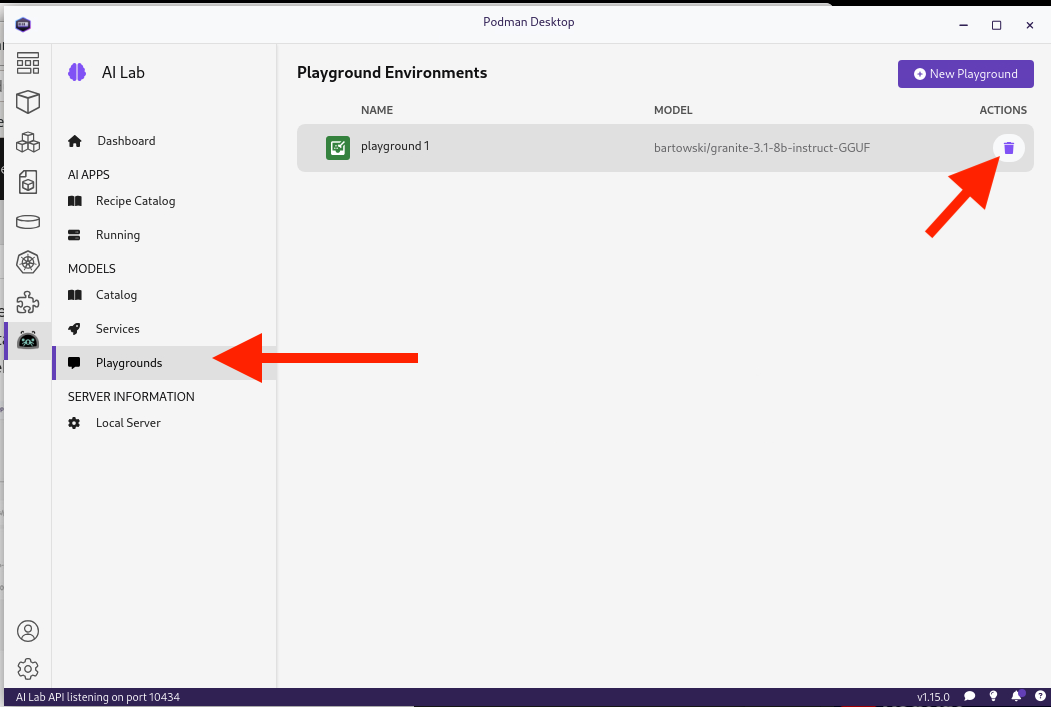 Podman Desktop
AI Lab
Dashboard
AI APPS
Recipe Catalog
Running
MODELS
Catalog
Services
Playgrounds
SERVER INFORMATION
Local Server
Playground Environments
New Playground
NAME MODEL ACTIONS
playground 1 bartowski/granite-3.1-8b-instruct-GGUF
AI Lab API listening on port 10434
v1.15.0